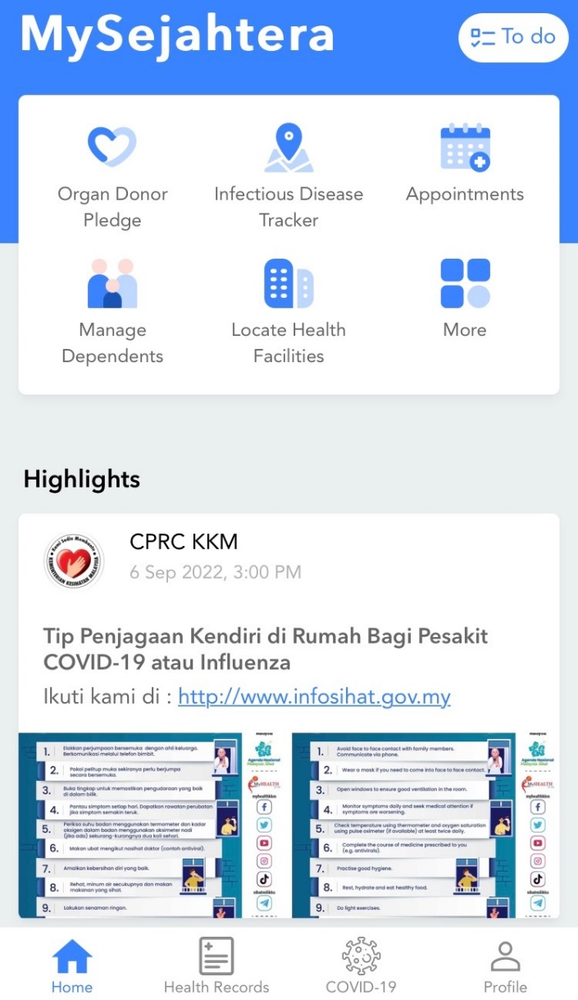 MySejahtera
To do
Organ Donor
Pledge
Infectious Disease
Tracker
Appointments
Manage
Dependents
Locate Health
Facilities
More
Highlights
Kami Sedia Membantu
KEMENTERIAN KESIHATAN MALAYSIA
CPRC KKM
6 Sep 2022, 3:00 PM
Tip Penjagaan Kendiri di Rumah Bagi Pesakit
COVID-19 atau Influenza
Ikuti kami di : http://www.infosihat.gov.my
1. Elakkan perjumpaan bersemuka dengan ahli keluarga.
Berkomunikasi melalui telefon bimbit.
2. Pakai pelitup muka sekiranya perlu berjumpa
secara bersemuka.
3. Buka tingkap untuk memastikan pengudaraan yang baik
di dalam bilik.
4. Pantau simptom setiap hari. Dapatkan rawatan perubatan
jika simptom semakin teruk.
5. Periksa suhu badan menggunakan termometer dan kadar
oksigen dalam badan menggunakan oksimeter nadi
(jika ada) sekurang-kurangnya dua kali sehari.
6. Makan ubat mengikut nasihat doktor (contoh antiviral).
7. Amalkan kebersihan diri yang baik.
8. Rehat, minum air secukupnya dan makan
makanan yang sihat.
9. Lakukan senaman ringan.
Agenda Nasional
Malaysia Sihat
MyHEALTH
myhealthkkm
1. Avoid face to face contact with family members.
Communicate via phone.
2. Wear a mask if you need to come into face to face contact.
3. Open windows to ensure good ventilation in the room.
4. Monitor symptoms daily and seek medical attention if
symptoms are worsening.
5. Check temperature using thermometer and oxygen saturation
using pulse oximeter (if available) at least twice daily.
6. Complete the course of medicine prescribed to you
(e.g. antivirals).
7. Practise good hygiene.
8. Rest, hydrate and eat healthy food.
9. Do light exercises.
Agenda Nasional
Malaysia Sihat
MyHEALTH
myhealthkkm
Home
Health Records
COVID-19
Profile